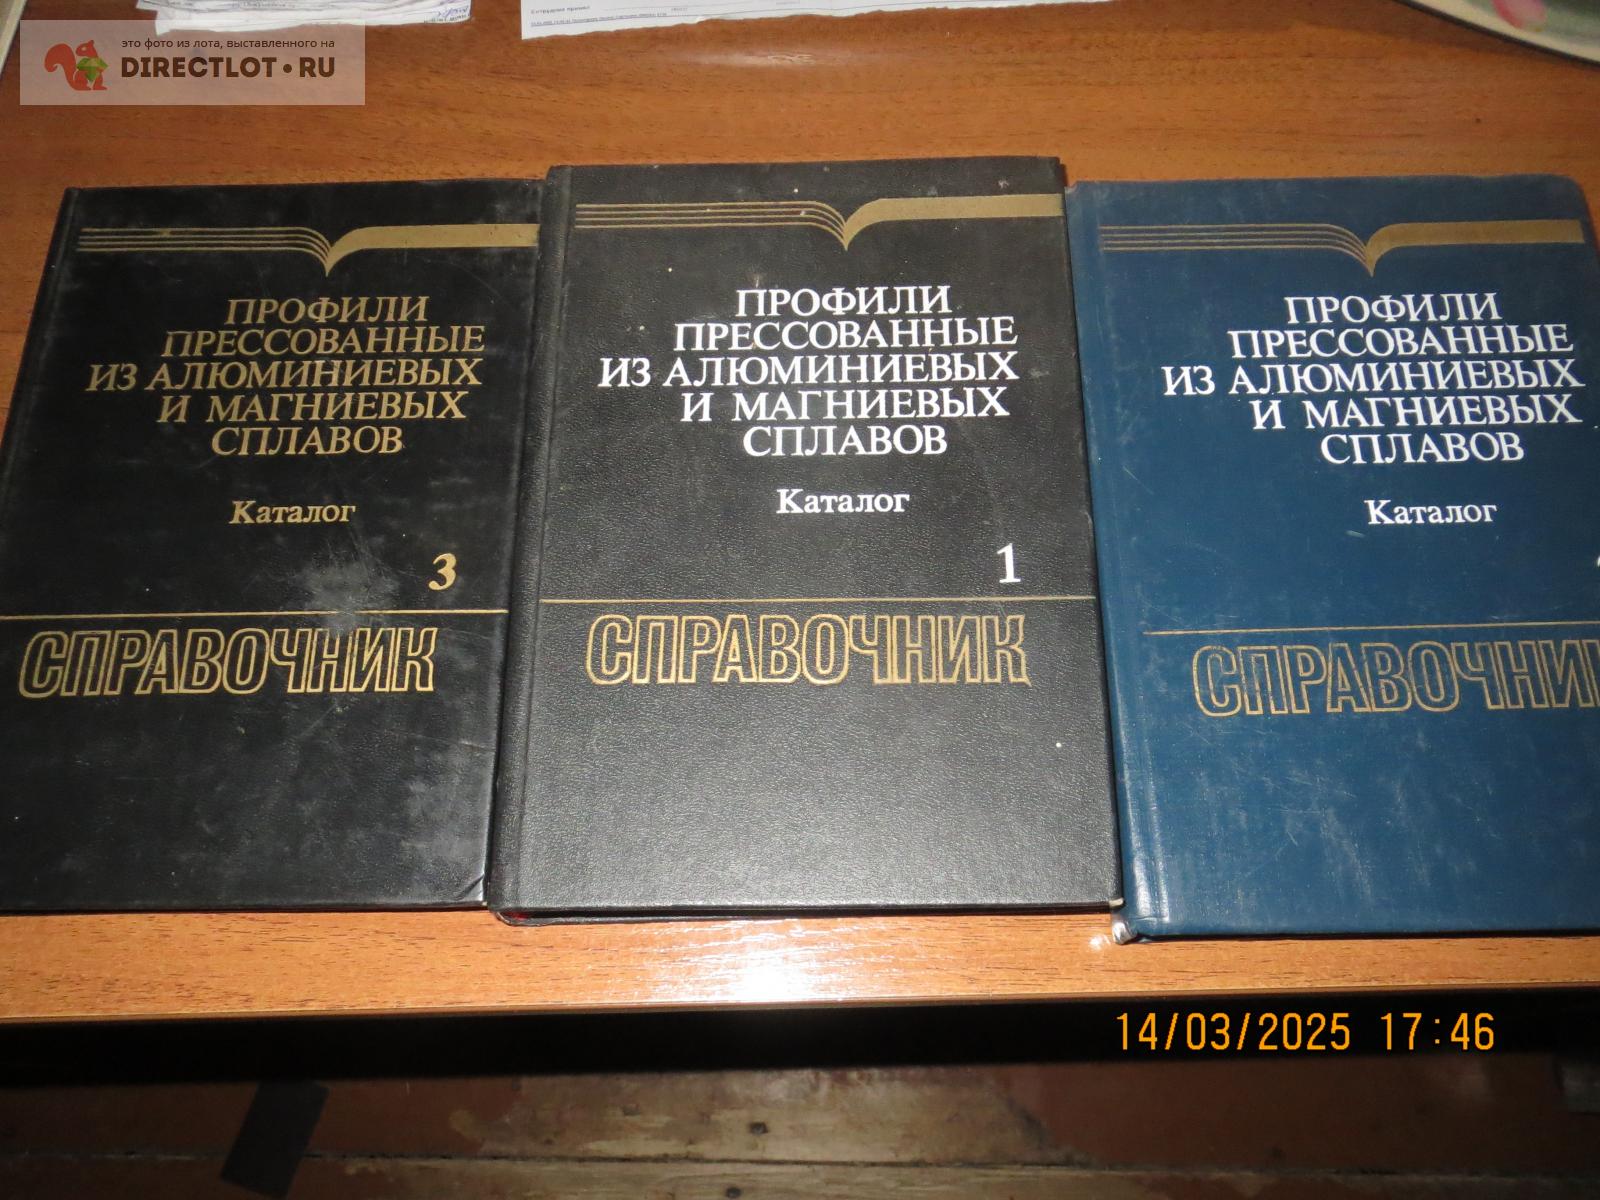 это фото из лота, выставленного на
DIRECTLOT.RU
ПРОФИЛИ
ПРЕССОВАННЫЕ
ИЗ АЛЮМИНИЕВЫХ
И МАГНИЕВЫХ
СПЛАВОВ
Каталог
3
СПРАВОЧНИК
ПРОФИЛИ
ПРЕССОВАННЫЕ
ИЗ АЛЮМИНИЕВЫХ
И МАГНИЕВЫХ
СПЛАВОВ
Каталог
1
СПРАВОЧНИК
ПРОФИЛИ
ПРЕССОВАННЫЕ
ИЗ АЛЮМИНИЕВЫХ
И МАГНИЕВЫХ
СПЛАВОВ
Каталог
СПРАВОЧНИ
14/03/2025 17:46